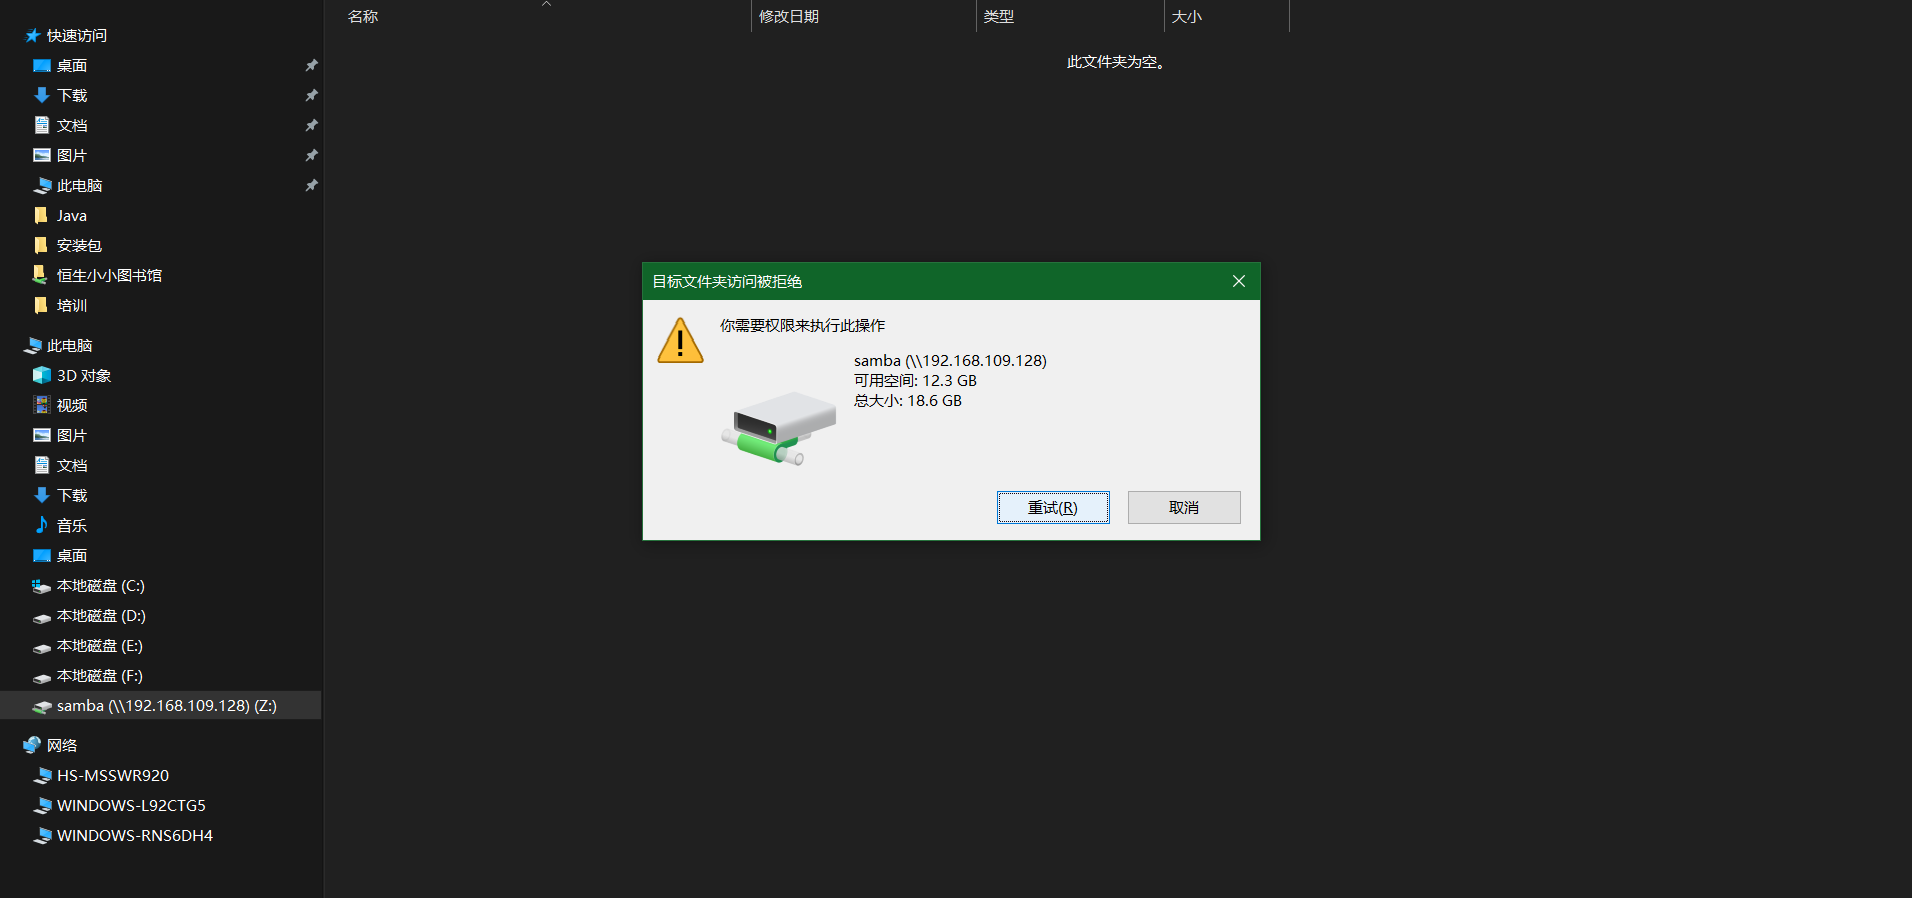 名称 修改日期 类型 大小
此文件夹为空。
快速访问
桌面
下载
文档
图片
此电脑
Java
安装包
恒生小小图书馆
培训
此电脑
3D 对象
视频
图片
文档
下载
音乐
桌面
本地磁盘 (C:)
本地磁盘 (D:)
本地磁盘 (E:)
本地磁盘 (F:)
samba (\\192.168.109.128) (Z:)
网络
HS-MSSWR920
WINDOWS-L92CTG5
WINDOWS-RNS6DH4
目标文件夹访问被拒绝
你需要权限来执行此操作
samba (\\192.168.109.128)
可用空间: 12.3 GB
总大小: 18.6 GB
重试(R) 取消